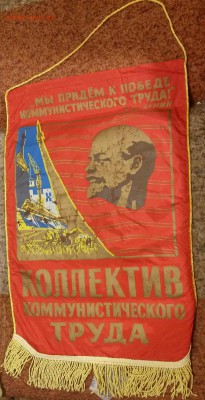 МЫ ПРИДЁМ К ПОБЕДЕ
КОММУНИСТИЧЕСКОГО ТРУДА!
КОЛЛЕКТИВ
КОММУНИСТИЧЕСКОГО
ТРУДА